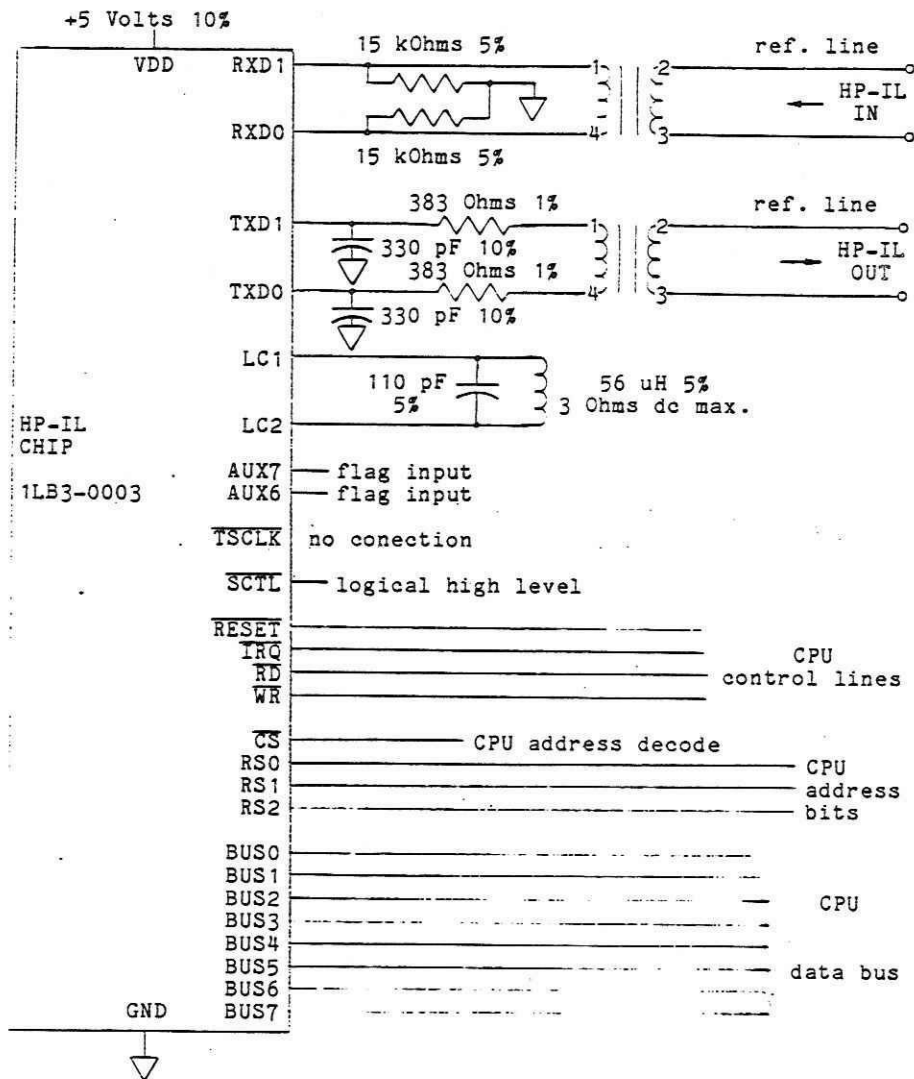 +5 Volts 10%
VDD
RXD1
15 kOhms 5%
1
2
ref. line
HP-IL
IN
RXD0
15 kOhms 5%
4
3
TXD1
383 Ohms 1%
1
2
ref. line
330 pF 10%
383 Ohms 1%
HP-IL
OUT
TXD0
4
3
330 pF 10%
LC1
110 pF
5%
56 uH 5%
3 Ohms dc max.
LC2
HP-IL
CHIP
1LB3-0003
AUX7 flag input
AUX6 flag input
TSCLK no conection
SCTL logical high level
RESET
IRQ
RD
WR
CPU
control lines
CS CPU address decode
RS0
RS1
RS2
CPU
address
bits
BUS0
BUS1
BUS2
BUS3
BUS4
BUS5
BUS6
BUS7
CPU
data bus
GND